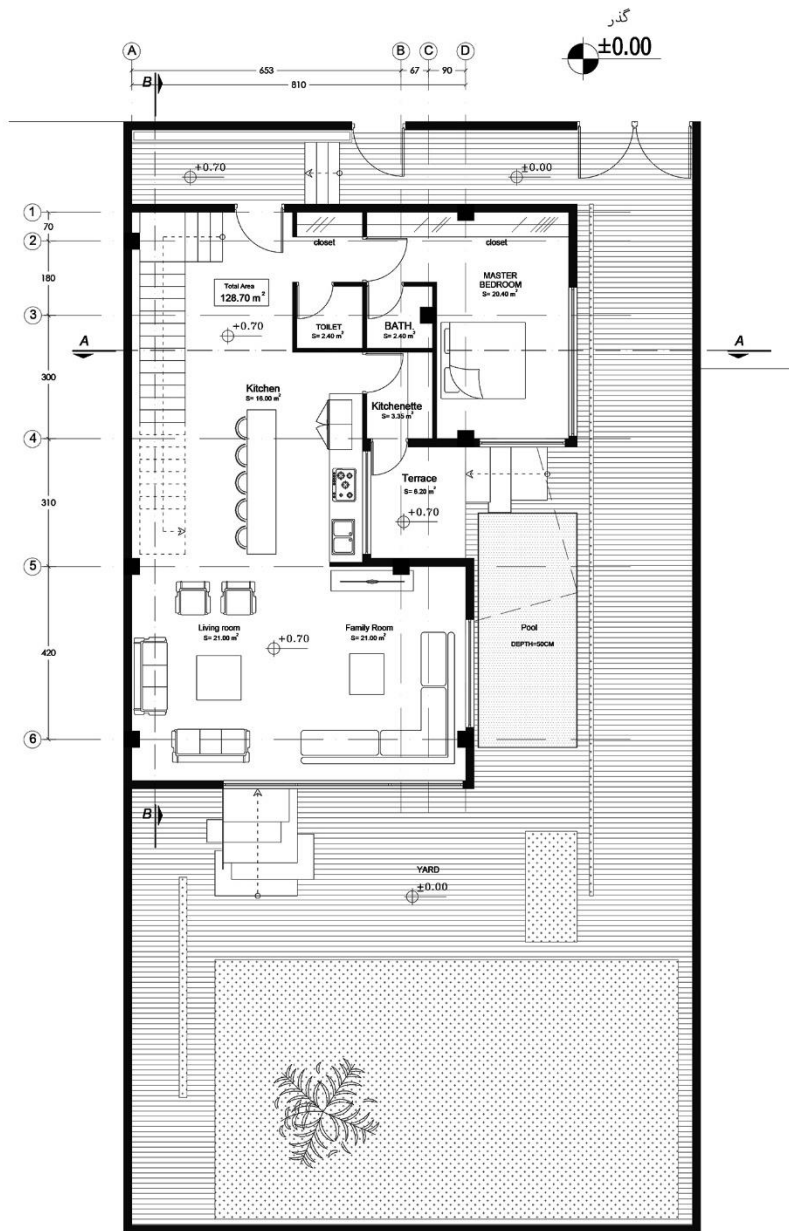 گذر
±0.00
A
B
C
D
653
67
90
810
B
+0.70
±0.00
1
70
2
closet
closet
180
MASTER
BEDROOM
S= 20.40 m²
Total Area
128.70 m²
3
+0.70
TOILET
S= 2.40 m²
BATH.
S= 2.40 m²
A
A
300
Kitchen
S= 16.00 m²
Kitchenette
S= 3.35 m²
4
Terrace
S= 6.20 m²
310
+0.70
5
Living room
S= 21.00 m²
Family Room
S= 21.00 m²
Pool
DEPTH=50CM
+0.70
420
6
B
YARD
±0.00